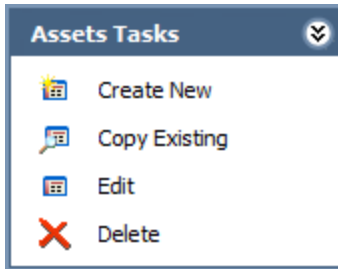 Assets Tasks
Create New
Copy Existing
Edit
Delete